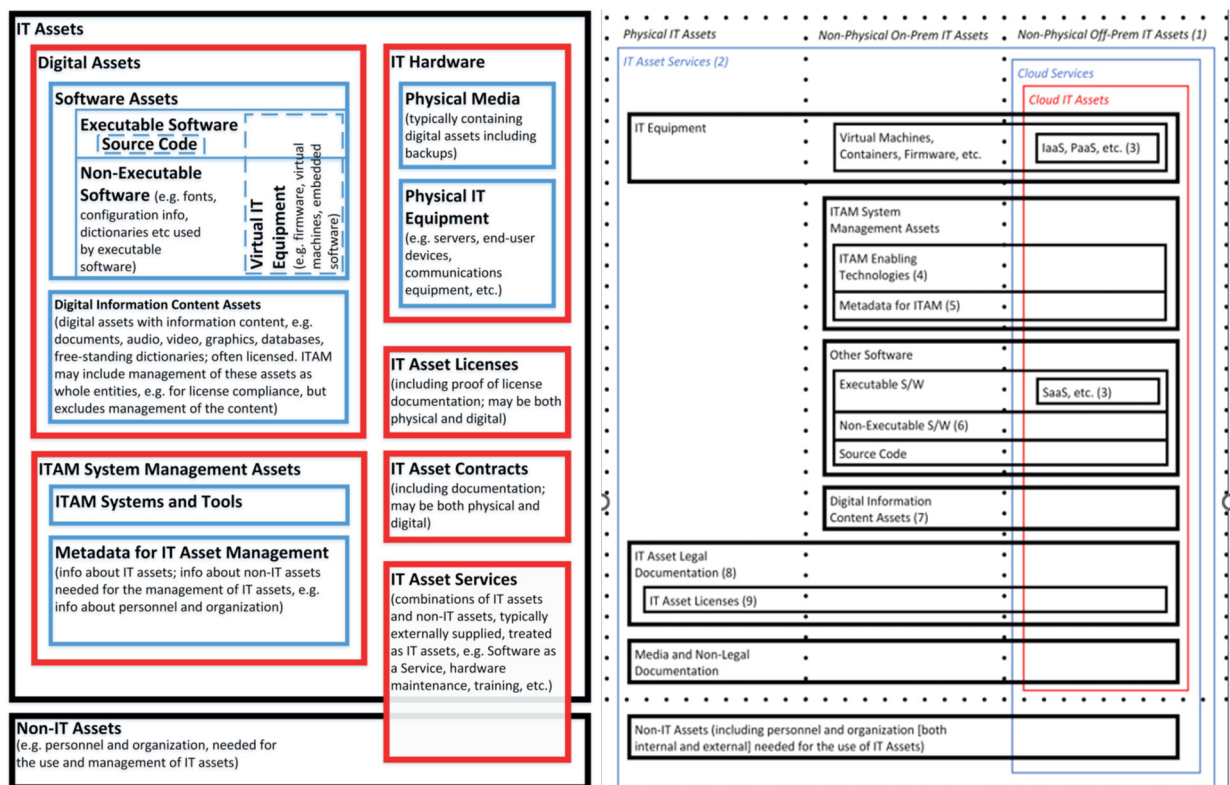 IT Assets
Digital Assets
Software Assets
Executable Software
Source Code
Non-Executable
Software (e.g. fonts,
configuration info,
dictionaries etc used
by executable
software)
Virtual IT
Equipment
(e.g. firmware, virtual
machines, embedded
software)
Digital Information Content Assets
(digital assets with information content, e.g.
documents, audio, video, graphics, databases,
free-standing dictionaries; often licensed. ITAM
may include management of these assets as
whole entities, e.g. for license compliance, but
excludes management of the content)
ITAM System Management Assets
ITAM Systems and Tools
Metadata for IT Asset Management
(info about IT assets; info about non-IT assets
needed for the management of IT assets, e.g.
info about personnel and organization)
IT Hardware
Physical Media
(typically containing
digital assets including
backups)
Physical IT
Equipment
(e.g. servers, end-user
devices,
communications
equipment, etc.)
IT Asset Licenses
(including proof of license
documentation; may be both
physical and digital)
IT Asset Contracts
(including documentation;
may be both physical and
digital)
IT Asset Services
(combinations of IT assets
and non-IT assets, typically
externally supplied, treated
as IT assets, e.g. Software as
a Service, hardware
maintenance, training, etc.)
Non-IT Assets
(e.g. personnel and organization, needed for
the use and management of IT assets)
Physical IT Assets
Non-Physical On-Prem IT Assets
Non-Physical Off-Prem IT Assets (1)
IT Asset Services (2)
Cloud Services
Cloud IT Assets
IT Equipment
Virtual Machines,
Containers, Firmware, etc.
IaaS, PaaS, etc. (3)
ITAM System
Management Assets
ITAM Enabling
Technologies (4)
Metadata for ITAM (5)
Other Software
Executable S/W
SaaS, etc. (3)
Non-Executable S/W (6)
Source Code
Digital Information
Content Assets (7)
IT Asset Legal
Documentation (8)
IT Asset Licenses (9)
Media and Non-Legal
Documentation
Non-IT Assets (including personnel and organization [both
internal and external] needed for the use of IT Assets)